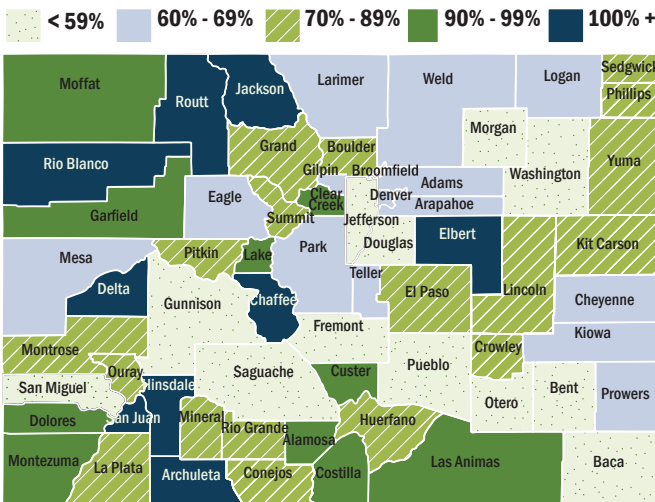 < 59% 60% - 69% 70% - 89% 90% - 99% 100% +
Moffat
Routt
Jackson
Larimer
Weld
Logan
Sedgwick
Phillips
Morgan
Rio Blanco
Grand
Boulder
Washington
Yuma
Gilpin
Broomfield
Garfield
Eagle
Clear
Creek
Denver
Adams
Arapahoe
Summit
Jefferson
Mesa
Pitkin
Lake
Park
Douglas
Elbert
Kit Carson
Delta
Gunnison
Chaffee
Teller
El Paso
Lincoln
Cheyenne
Fremont
Kiowa
Montrose
Ouray
Crowley
San Miguel
Hinsdale
Saguache
Custer
Pueblo
Otero
Bent
Prowers
Dolores
San Juan
Mineral
Rio Grande
Alamosa
Huerfano
Montezuma
La Plata
Archuleta
Conejos
Costilla
Las Animas
Baca